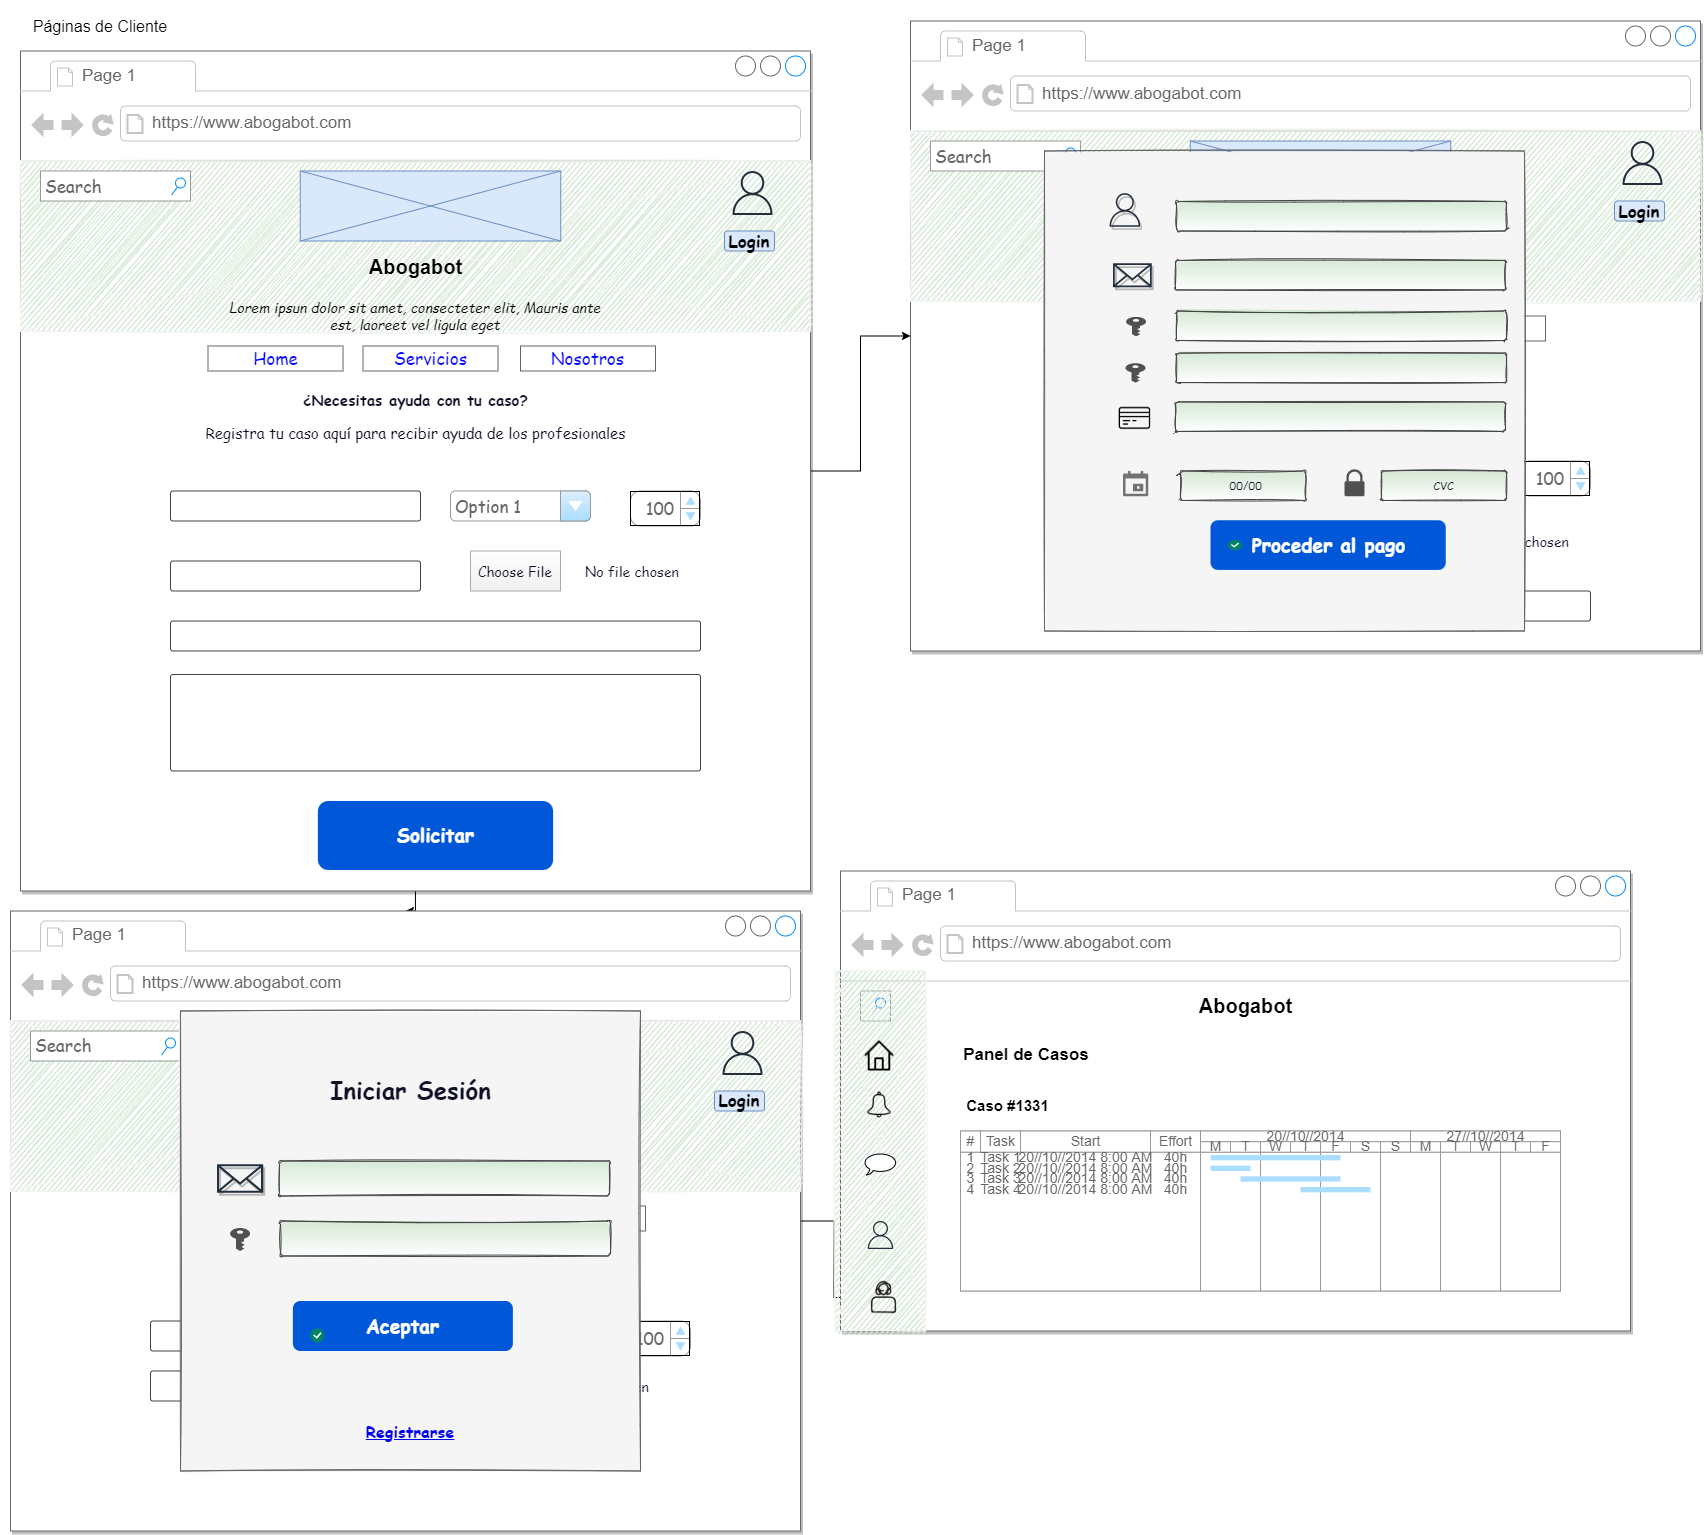 Páginas de Cliente
Page 1
https://www.abogabot.com
Search
Login
Abogabot
Lorem ipsun dolor sit amet, consecteter elit, Mauris ante
est, laoreet vel ligula eget
Home
Servicios
Nosotros
¿Necesitas ayuda con tu caso?
Registra tu caso aquí para recibir ayuda de los profesionales
Option 1
100
Choose File
No file chosen
Solicitar
Page 1
https://www.abogabot.com
Search
Login
100
chosen
00/00
CVC
Proceder al pago
Page 1
https://www.abogabot.com
Search
Login
Iniciar Sesión
Aceptar
00
n
Registrarse
Page 1
https://www.abogabot.com
Abogabot
Panel de Casos
Caso #1331
# Task Start Effort 20//10//2014 27//10//2014
M T W T F S S M T W T F
1 Task 1 20//10//2014 8:00 AM 40h
2 Task 2 20//10//2014 8:00 AM 40h
3 Task 3 20//10//2014 8:00 AM 40h
4 Task 4 20//10//2014 8:00 AM 40h